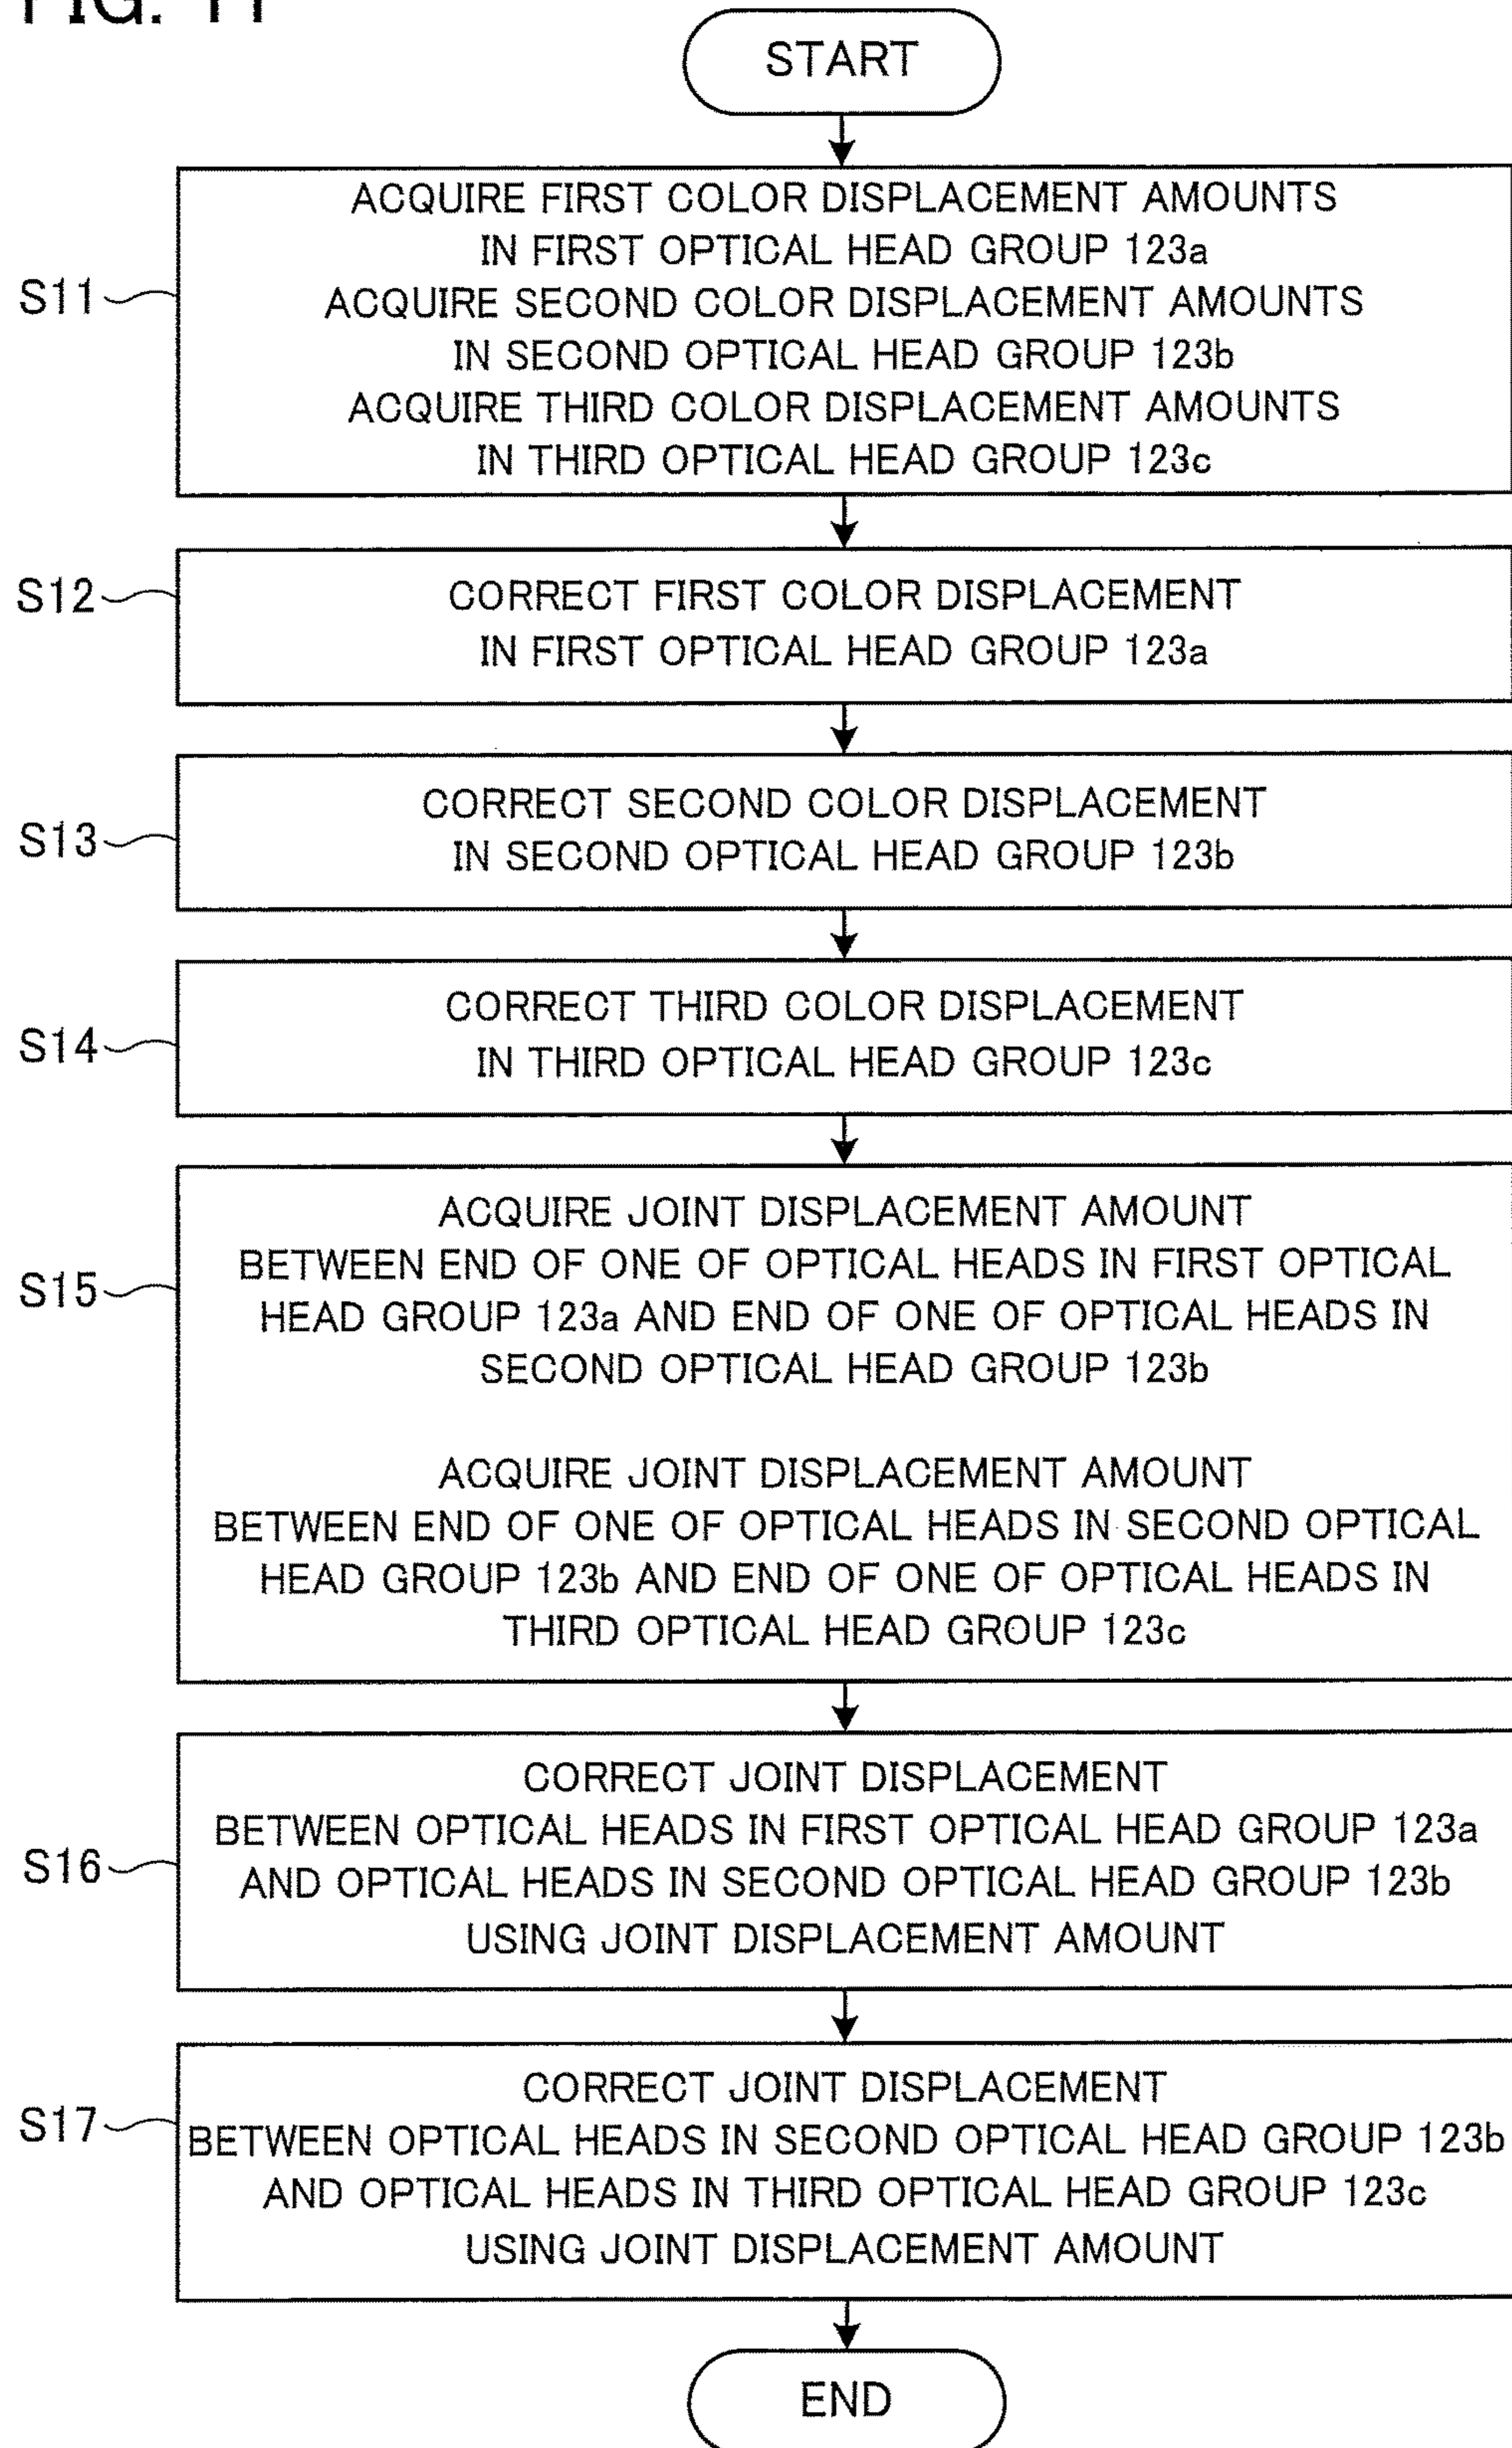 FIG. 11
START
S11
ACQUIRE FIRST COLOR DISPLACEMENT AMOUNTS
IN FIRST OPTICAL HEAD GROUP 123a
ACQUIRE SECOND COLOR DISPLACEMENT AMOUNTS
IN SECOND OPTICAL HEAD GROUP 123b
ACQUIRE THIRD COLOR DISPLACEMENT AMOUNTS
IN THIRD OPTICAL HEAD GROUP 123c
S12
CORRECT FIRST COLOR DISPLACEMENT
IN FIRST OPTICAL HEAD GROUP 123a
S13
CORRECT SECOND COLOR DISPLACEMENT
IN SECOND OPTICAL HEAD GROUP 123b
S14
CORRECT THIRD COLOR DISPLACEMENT
IN THIRD OPTICAL HEAD GROUP 123c
S15
ACQUIRE JOINT DISPLACEMENT AMOUNT
BETWEEN END OF ONE OF OPTICAL HEADS IN FIRST OPTICAL
HEAD GROUP 123a AND END OF ONE OF OPTICAL HEADS IN
SECOND OPTICAL HEAD GROUP 123b
ACQUIRE JOINT DISPLACEMENT AMOUNT
BETWEEN END OF ONE OF OPTICAL HEADS IN SECOND OPTICAL
HEAD GROUP 123b AND END OF ONE OF OPTICAL HEADS IN
THIRD OPTICAL HEAD GROUP 123c
S16
CORRECT JOINT DISPLACEMENT
BETWEEN OPTICAL HEADS IN FIRST OPTICAL HEAD GROUP 123a
AND OPTICAL HEADS IN SECOND OPTICAL HEAD GROUP 123b
USING JOINT DISPLACEMENT AMOUNT
S17
CORRECT JOINT DISPLACEMENT
BETWEEN OPTICAL HEADS IN SECOND OPTICAL HEAD GROUP 123b
AND OPTICAL HEADS IN THIRD OPTICAL HEAD GROUP 123c
USING JOINT DISPLACEMENT AMOUNT
END